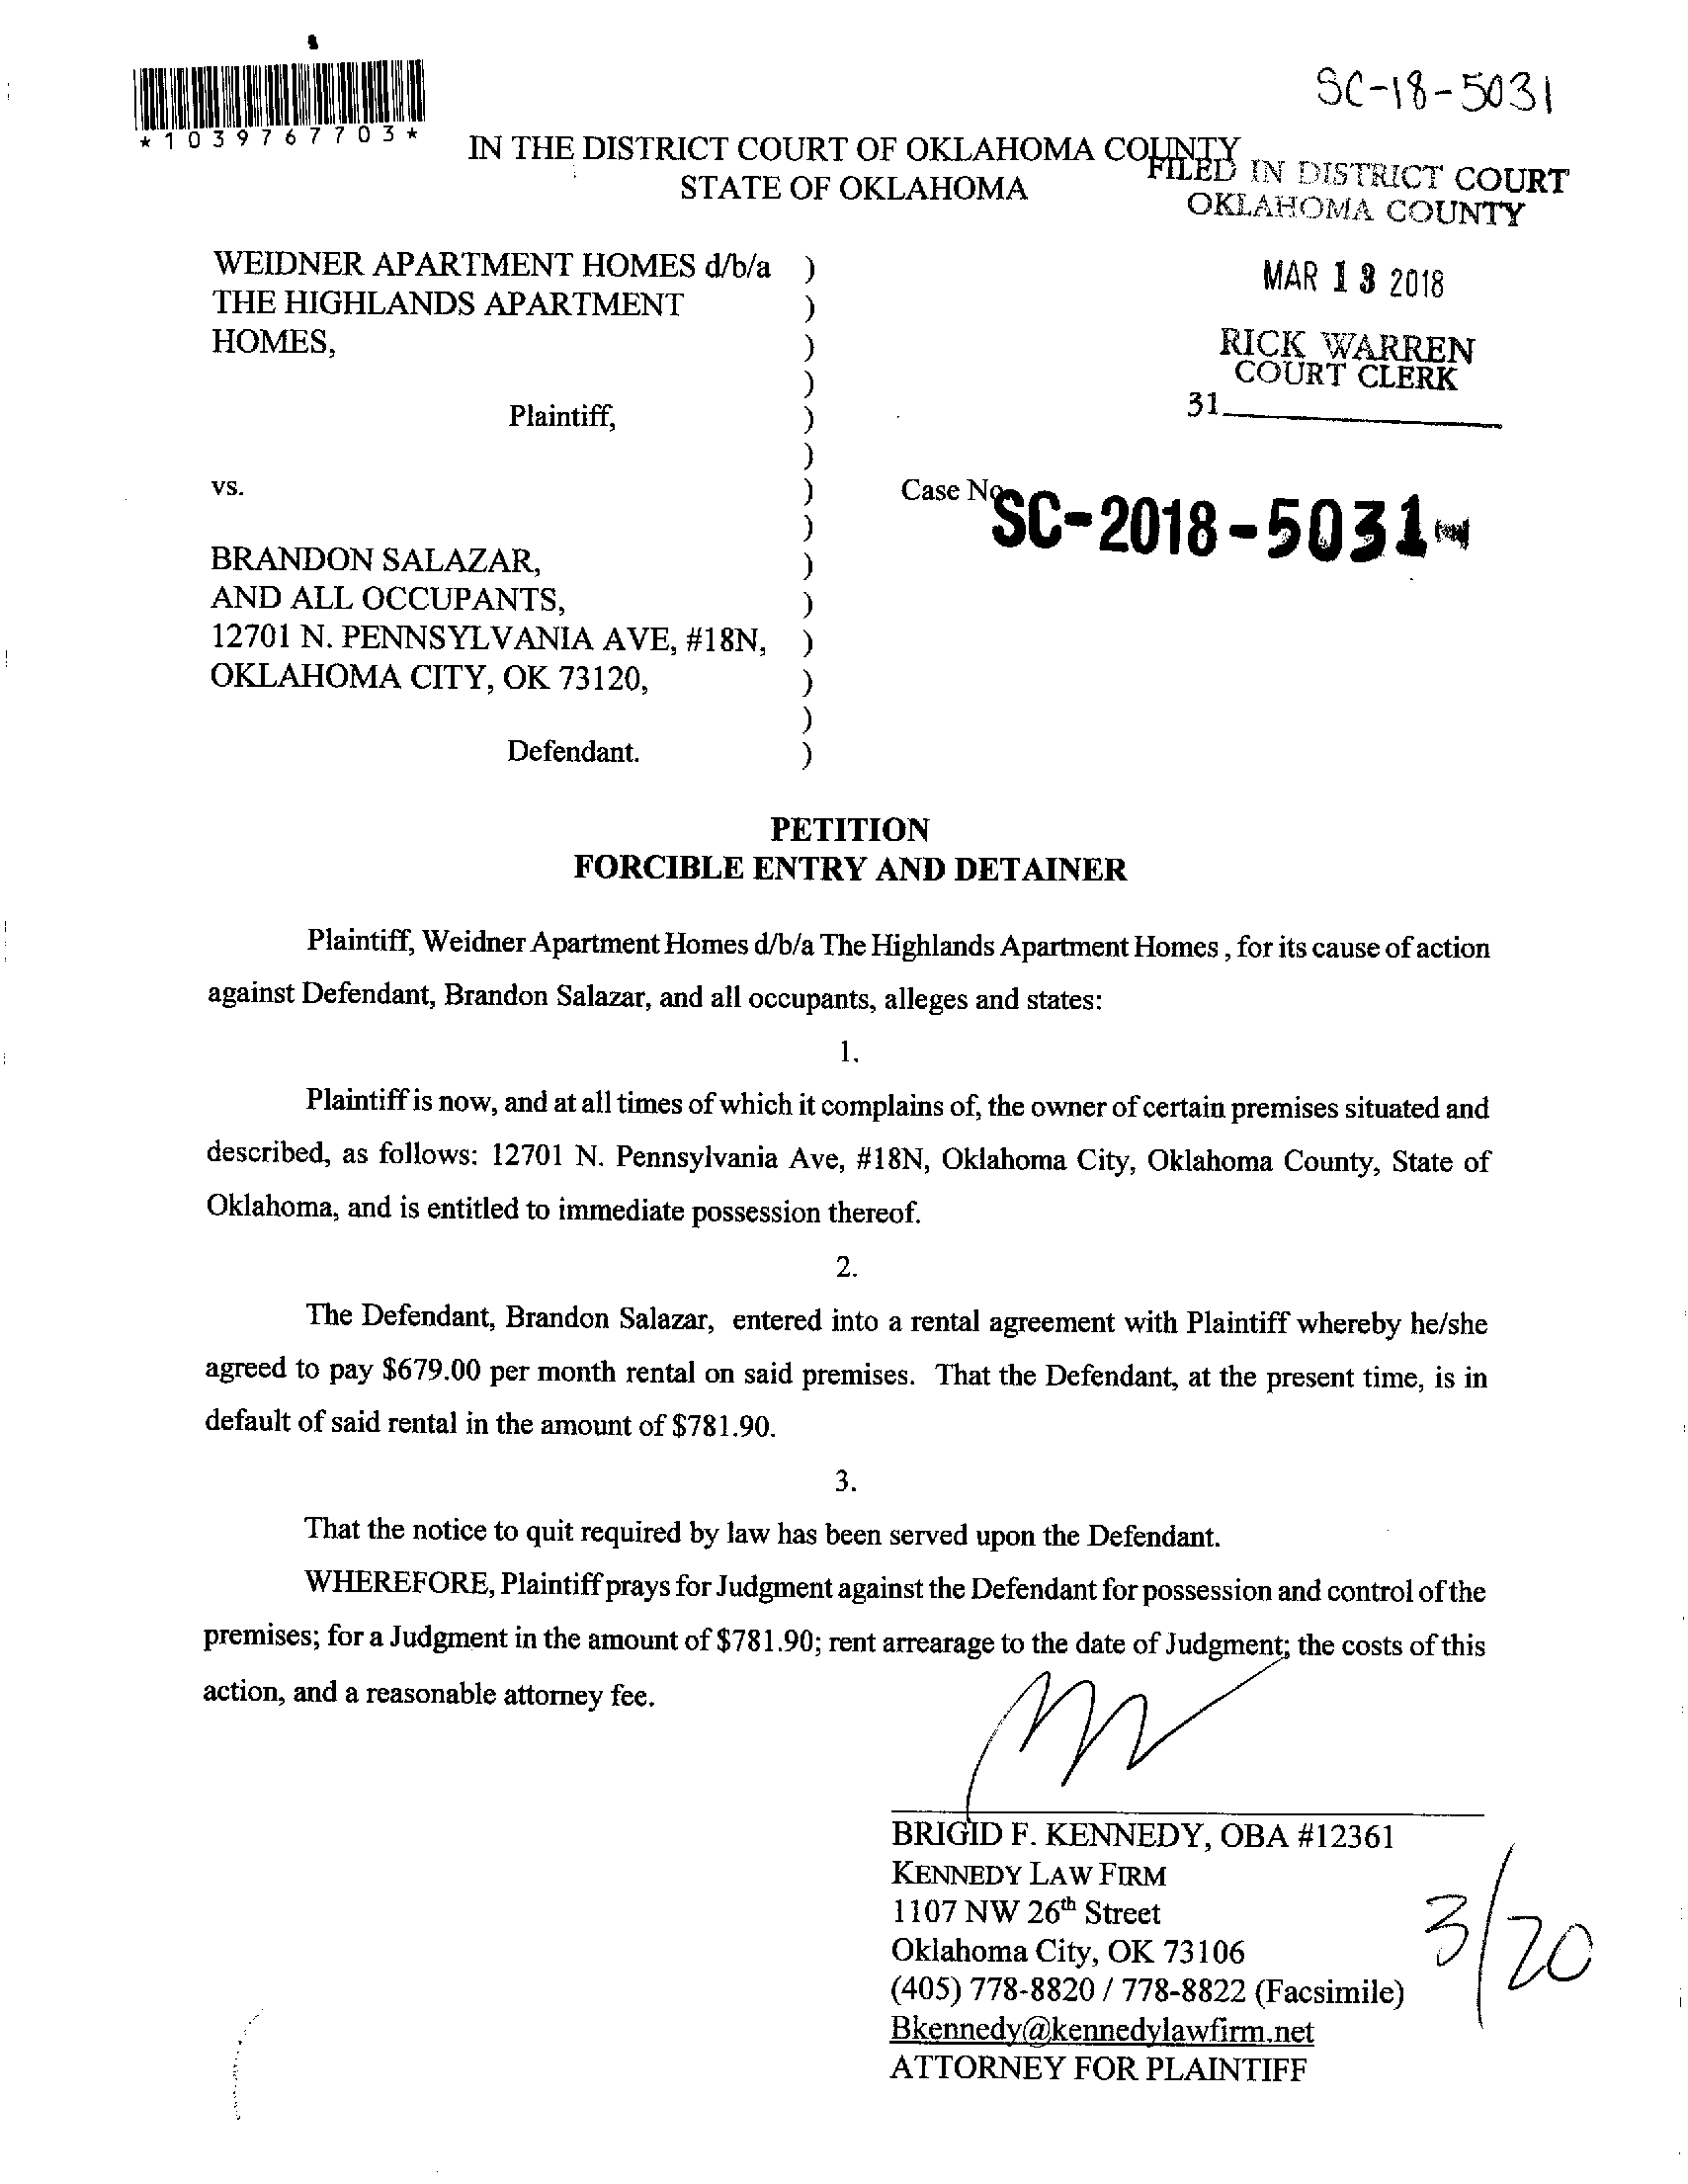 SC-18-5031
*1039767703*
IN THE DISTRICT COURT OF OKLAHOMA COUNTY
STATE OF OKLAHOMA
FILED IN DISTRICT COURT
OKLAHOMA COUNTY
MAR 13 2018
RICK WARREN
COURT CLERK
31
WEIDNER APARTMENT HOMES d/b/a )
THE HIGHLANDS APARTMENT )
HOMES, )
)
Plaintiff, )
)
vs. ) Case No. SC-2018-5031
)
BRANDON SALAZAR, )
AND ALL OCCUPANTS, )
12701 N. PENNSYLVANIA AVE, #18N, )
OKLAHOMA CITY, OK 73120, )
)
Defendant. )
PETITION
FORCIBLE ENTRY AND DETAINER
Plaintiff, Weidner Apartment Homes d/b/a The Highlands Apartment Homes , for its cause of action
against Defendant, Brandon Salazar, and all occupants, alleges and states:
1.
Plaintiff is now, and at all times of which it complains of, the owner of certain premises situated and
described, as follows: 12701 N. Pennsylvania Ave, #18N, Oklahoma City, Oklahoma County, State of
Oklahoma, and is entitled to immediate possession thereof.
2.
The Defendant, Brandon Salazar, entered into a rental agreement with Plaintiff whereby he/she
agreed to pay $679.00 per month rental on said premises. That the Defendant, at the present time, is in
default of said rental in the amount of $781.90.
3.
That the notice to quit required by law has been served upon the Defendant.
WHEREFORE, Plaintiff prays for Judgment against the Defendant for possession and control of the
premises; for a Judgment in the amount of $781.90; rent arrearage to the date of Judgment; the costs of this
action, and a reasonable attorney fee.
BRIGID F. KENNEDY, OBA #12361
KENNEDY LAW FIRM
1107 NW 26th Street
Oklahoma City, OK 73106
(405) 778-8820 / 778-8822 (Facsimile)
Bkennedy@kennedylawfirm.net
ATTORNEY FOR PLAINTIFF
3/20